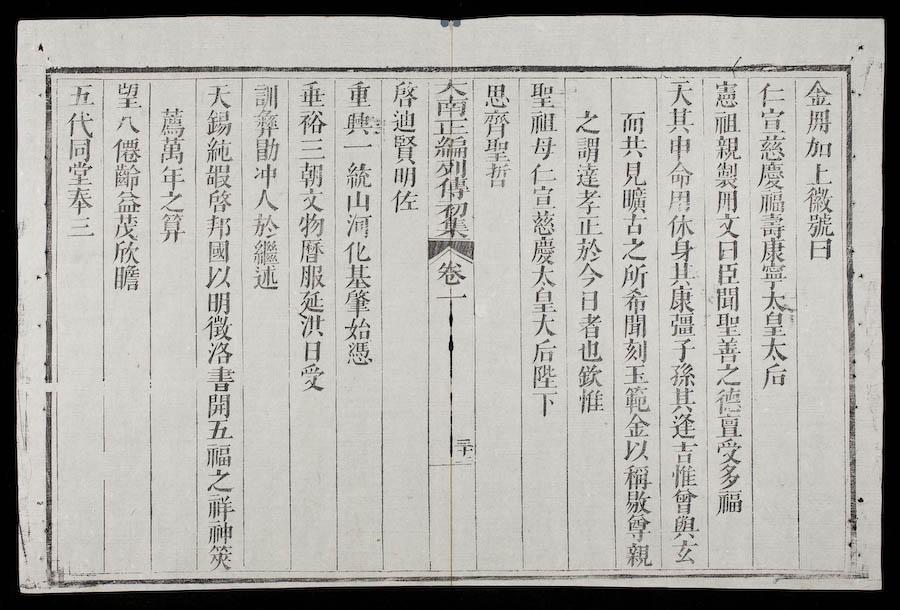 金冊加上徽號曰
仁宣慈慶福壽康寧太皇太后
憲祖親製冊文曰臣聞聖善之德亶受多福
天其申命用休身其康彊子孫其逢吉惟曾與玄
而共見曠古之所希聞刻玉範金以稱敭尊親
之謂達孝正於今日者也欽惟
聖祖母仁宣慈慶太皇太后陛下
思齊聖哲
大南正編列傳初集 卷一 三十二
啓迪賢明佐
重興一統山河化基肇始憑
垂裕三朝文物曆服延洪日受
訓彝勖冲人於繼述
天錫純嘏啓邦國以明徵洛書開五福之祥神筴
薦萬年之算
望八僊齡益茂欣瞻
五代同堂奉三